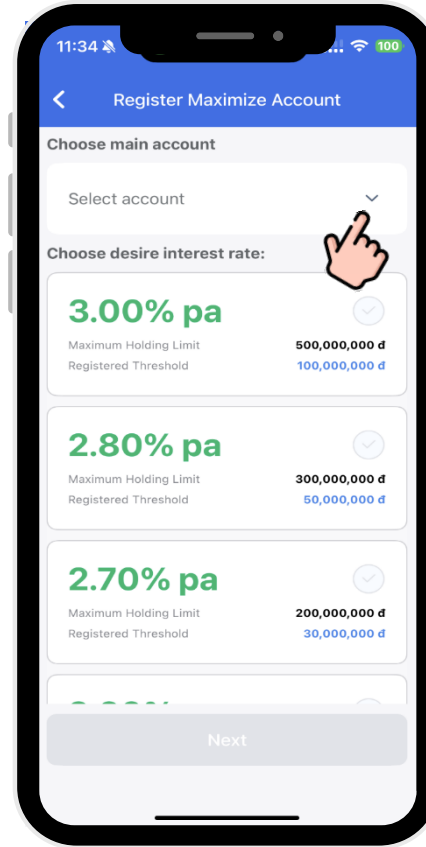 11:34
100
Register Maximize Account
Choose main account
Select account
Choose desire interest rate:
3.00% pa
Maximum Holding Limit 500,000,000 đ
Registered Threshold 100,000,000 đ
2.80% pa
Maximum Holding Limit 300,000,000 đ
Registered Threshold 50,000,000 đ
2.70% pa
Maximum Holding Limit 200,000,000 đ
Registered Threshold 30,000,000 đ
Next